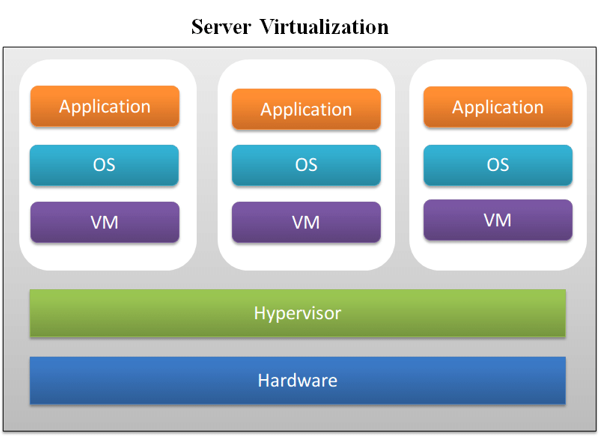 Server Virtualization
Application
Application
Application
OS
OS
OS
VM
VM
VM
Hypervisor
Hardware